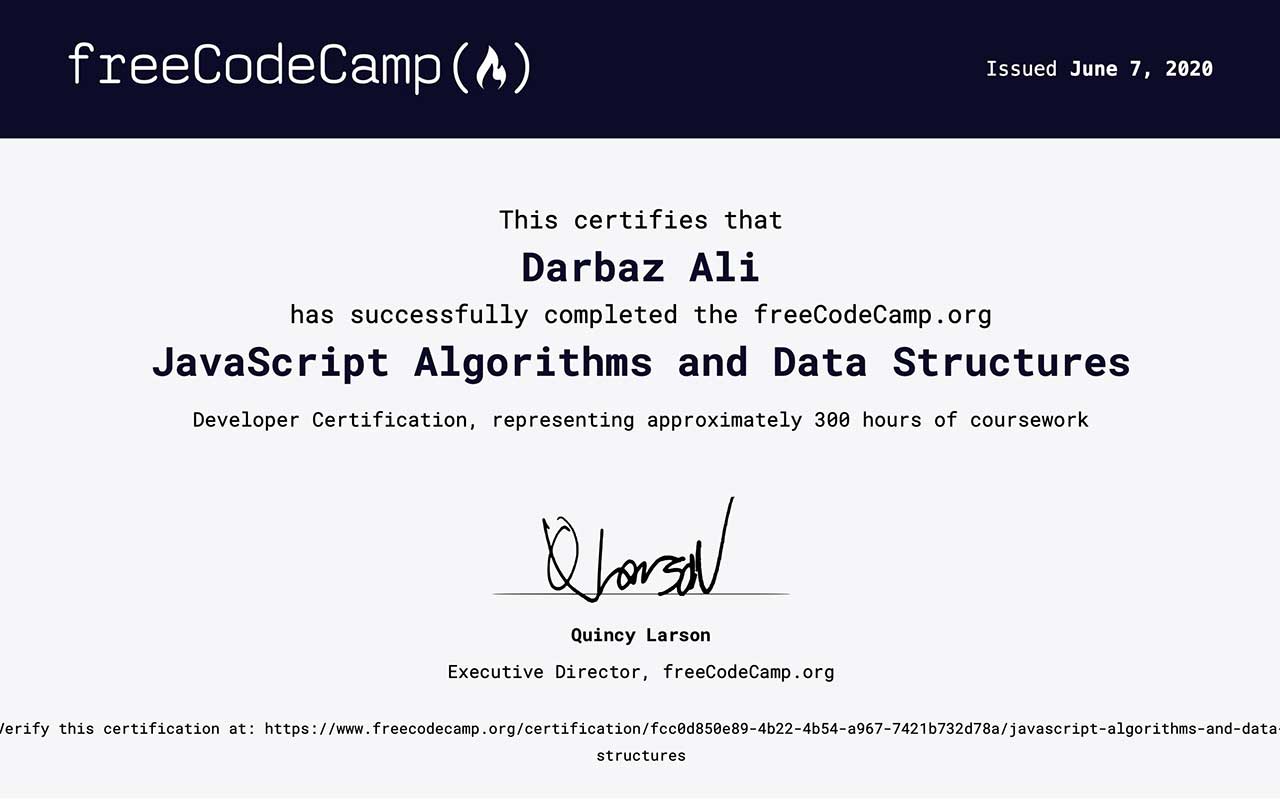 freeCodeCamp(🔥)
Issued June 7, 2020
This certifies that
Darbaz Ali
has successfully completed the freeCodeCamp.org
JavaScript Algorithms and Data Structures
Developer Certification, representing approximately 300 hours of coursework
Q Larson
Quincy Larson
Executive Director, freeCodeCamp.org
Verify this certification at: https://www.freecodecamp.org/certification/fcc0d850e89-4b22-4b54-a967-7421b732d78a/javascript-algorithms-and-data-
structures